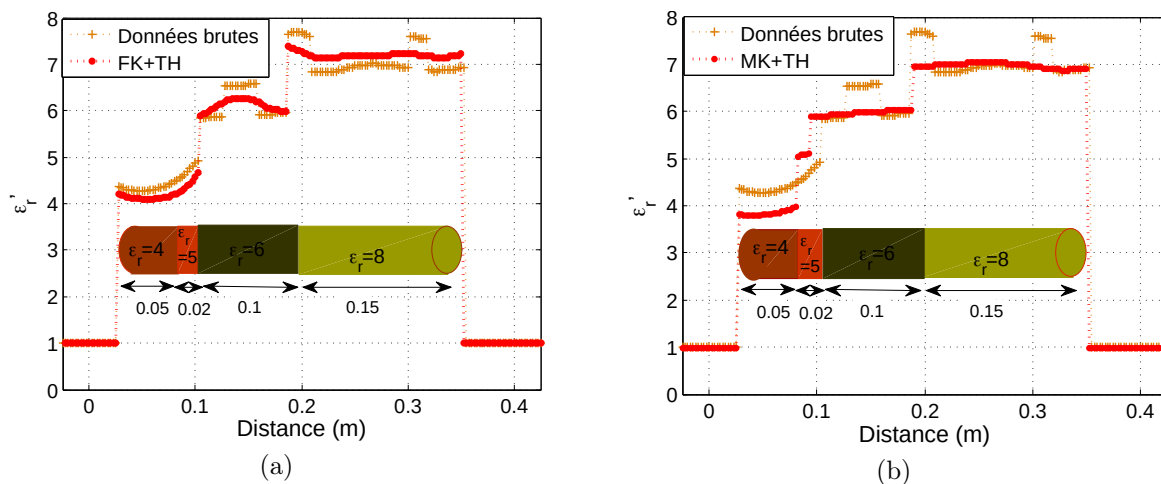 8
7
6
5
4
3
2
1
0
εr’
Données brutes
FK+TH
εr=4
εr
=5
εr=6
εr=8
0.05
0.02
0.1
0.15
0
0.1
0.2
0.3
0.4
Distance (m)
(a)
8
7
6
5
4
3
2
1
0
εr’
Données brutes
MK+TH
εr=4
εr
=5
εr=6
εr=8
0.05
0.02
0.1
0.15
0
0.1
0.2
0.3
0.4
Distance (m)
(b)